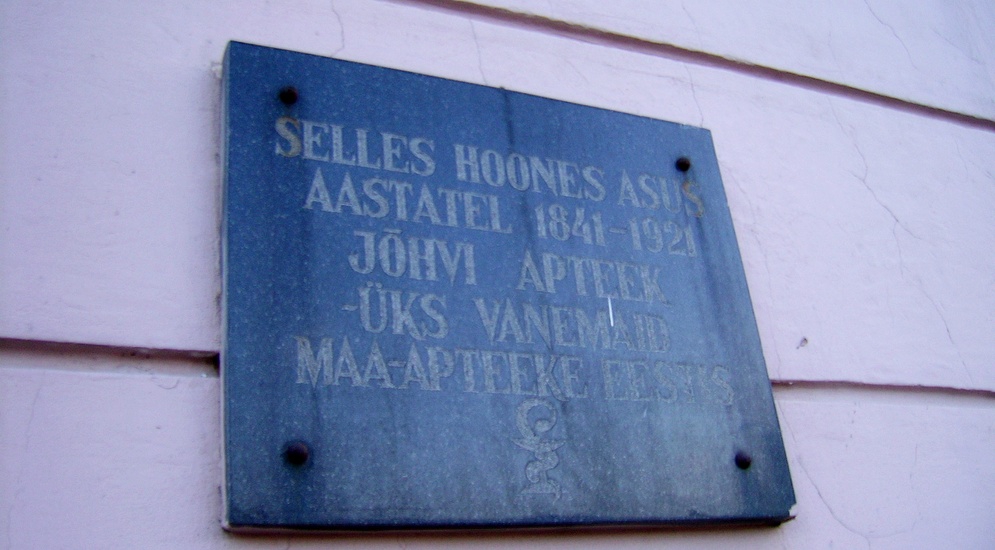 SELLES HOONES ASUS
AASTATEL 1841-1921
JÕHVI APTEEK
-ÜKS VANEMAID
MAA-APTEEKE EESTIS